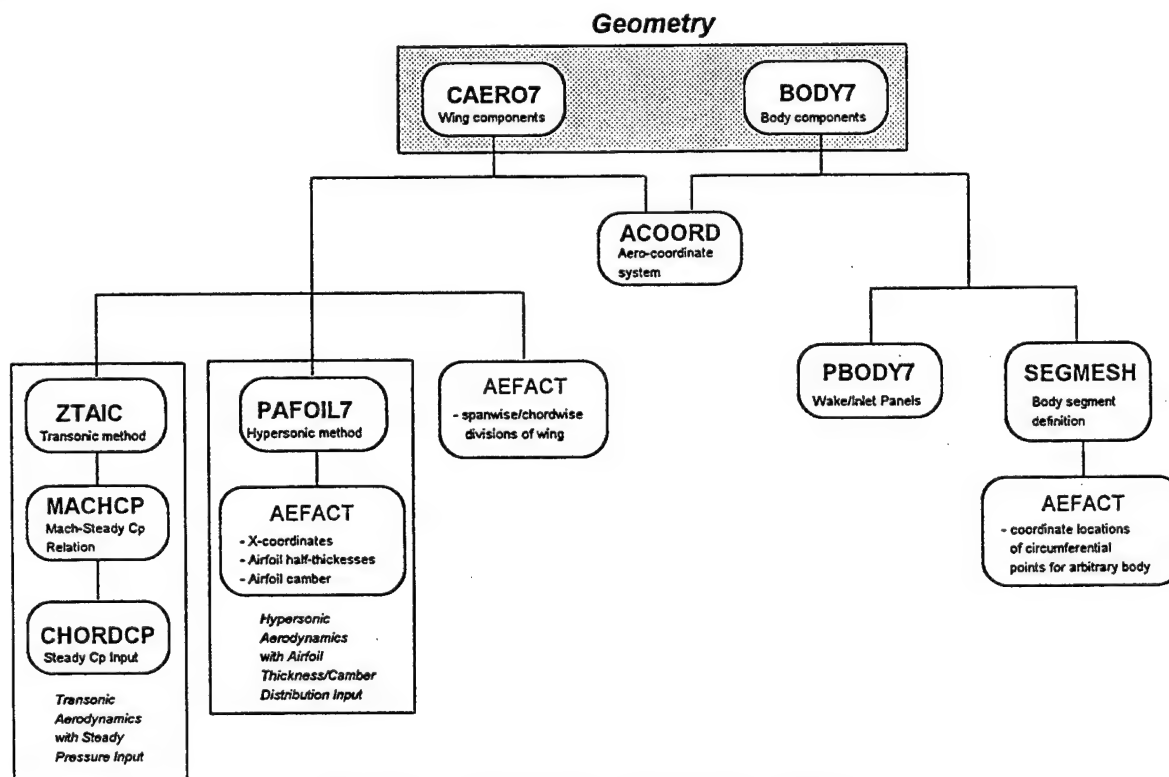 Geometry
CAERO7
Wing components
BODY7
Body components
ACOORD
Aero-coordinate
system
ZTAIC
Transonic method
PAFOIL7
Hypersonic method
AEFACT
- spanwise/chordwise
divisions of wing
PBODY7
Wake/Inlet Panels
SEGMESH
Body segment
definition
MACHCP
Mach-Steady Cp
Relation
AEFACT
- X-coordinates
- Airfoil half-thickesses
- Airfoil camber
AEFACT
- coordinate locations
of circumferential
points for arbitrary body
CHORDCP
Steady Cp Input
Hypersonic
Aerodynamics
with Airfoil
Thickness/Camber
Distribution Input
Transonic
Aerodynamics
with Steady
Pressure Input